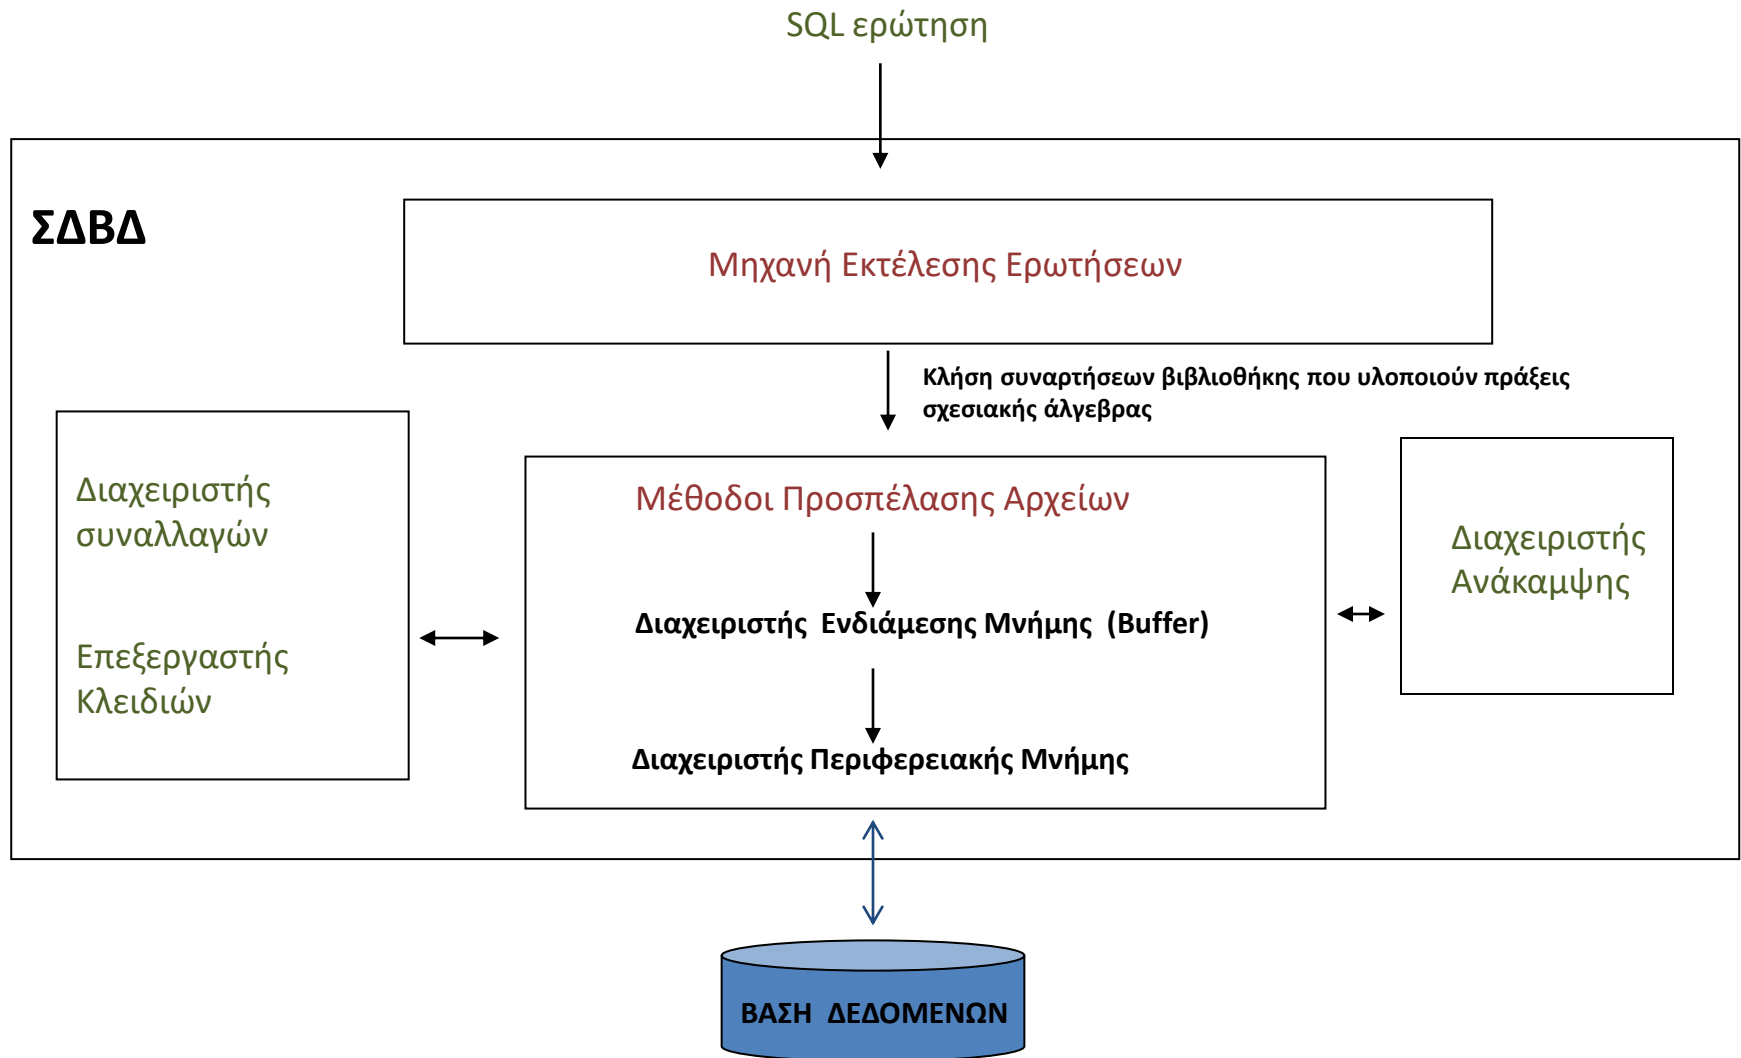 SQL ερώτηση
ΣΔΒΔ
Μηχανή Εκτέλεσης Ερωτήσεων
Κλήση συναρτήσεων βιβλιοθήκης που υλοποιούν πράξεις
σχεσιακής άλγεβρας
Διαχειριστής
συναλλαγών
Επεξεργαστής
Κλειδιών
Μέθοδοι Προσπέλασης Αρχείων
Διαχειριστής Ενδιάμεσης Μνήμης (Buffer)
Διαχειριστής Περιφερειακής Μνήμης
Διαχειριστής
Ανάκαμψης
ΒΑΣΗ ΔΕΔΟΜΕΝΩΝ